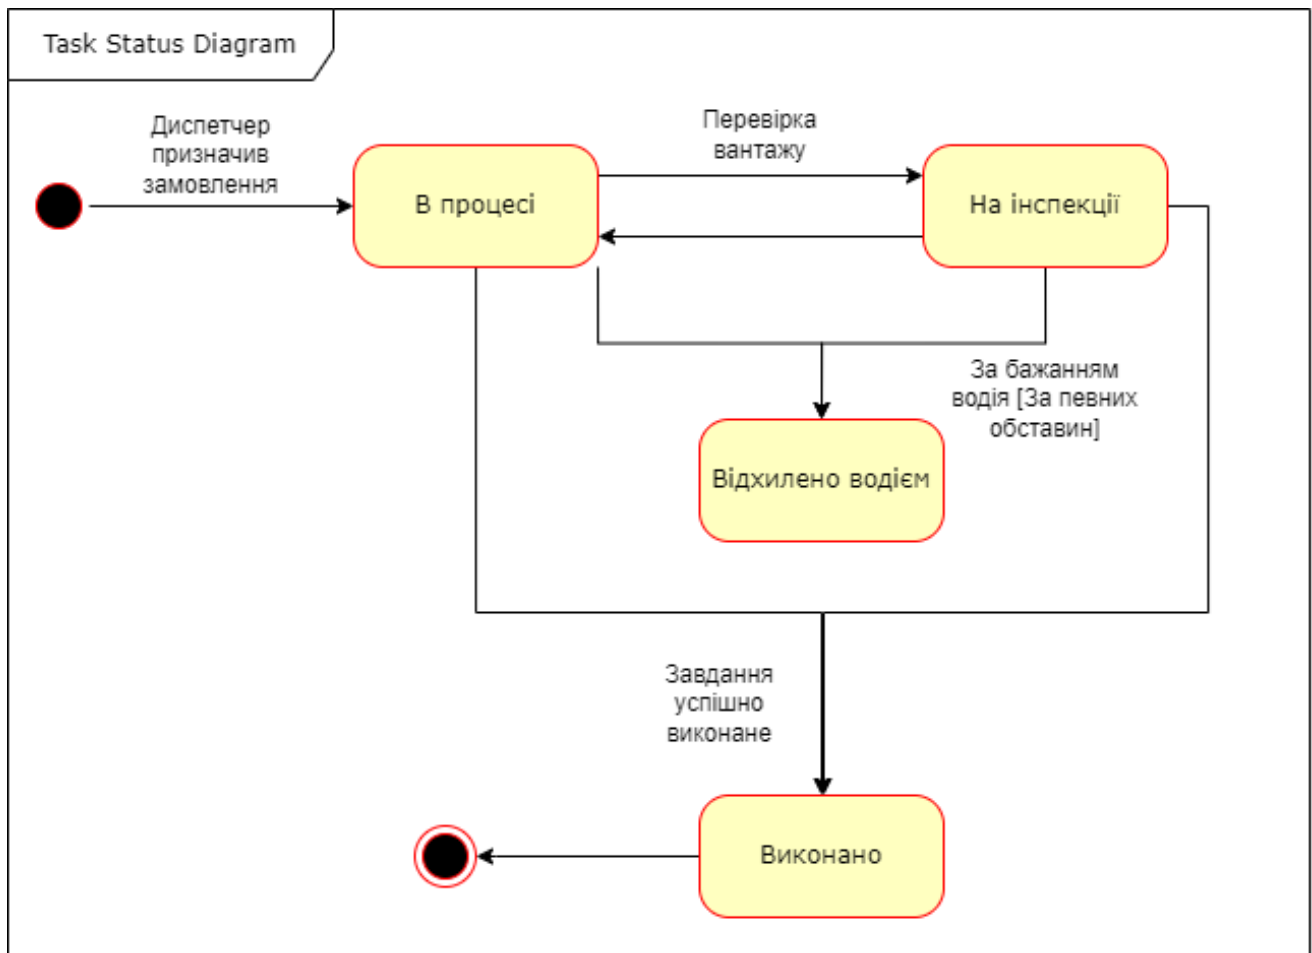 Task Status Diagram
Диспетчер
призначив
замовлення
Перевірка
вантажу
В процесі
На інспекції
За бажанням
водія [За певних
обставин]
Відхилено водієм
Завдання
успішно
виконане
Виконано